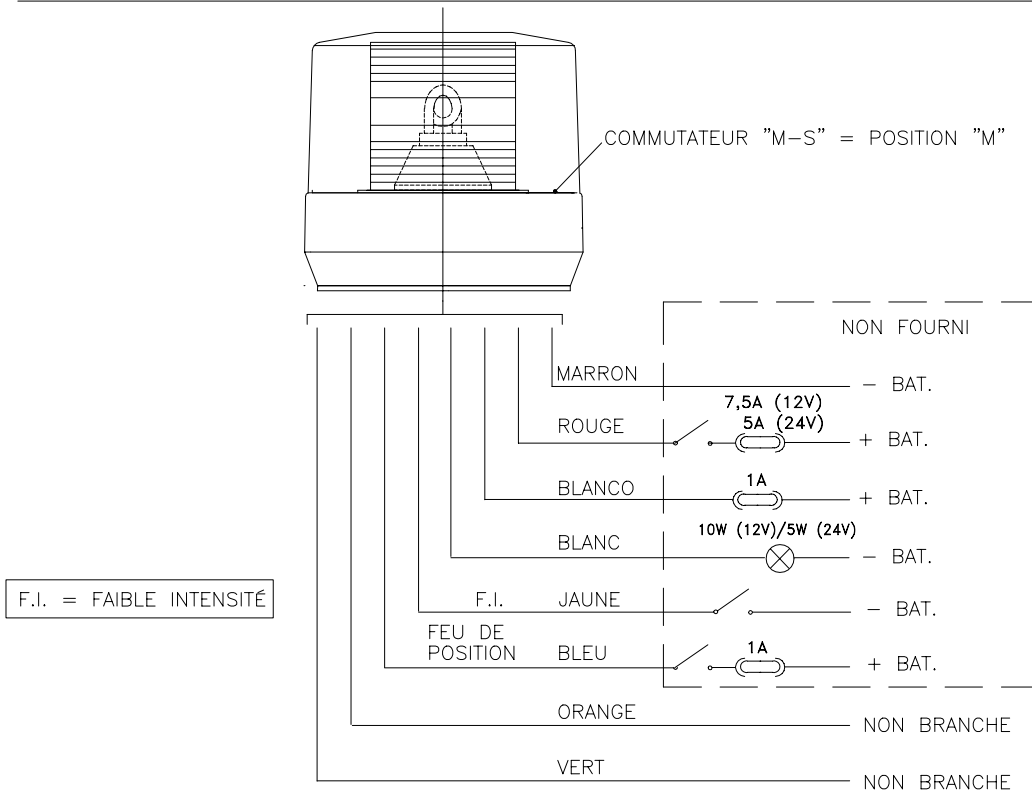 COMMUTATEUR "M-S" = POSITION "M"
NON FOURNI
MARRON
- BAT.
7,5A (12V)
5A (24V)
ROUGE
+ BAT.
1A
BLANCO
+ BAT.
10W (12V)/5W (24V)
BLANC
- BAT.
F.I. = FAIBLE INTENSITÉ
F.I. JAUNE
- BAT.
FEU DE
POSITION BLEU
1A
+ BAT.
ORANGE
NON BRANCHE
VERT
NON BRANCHE